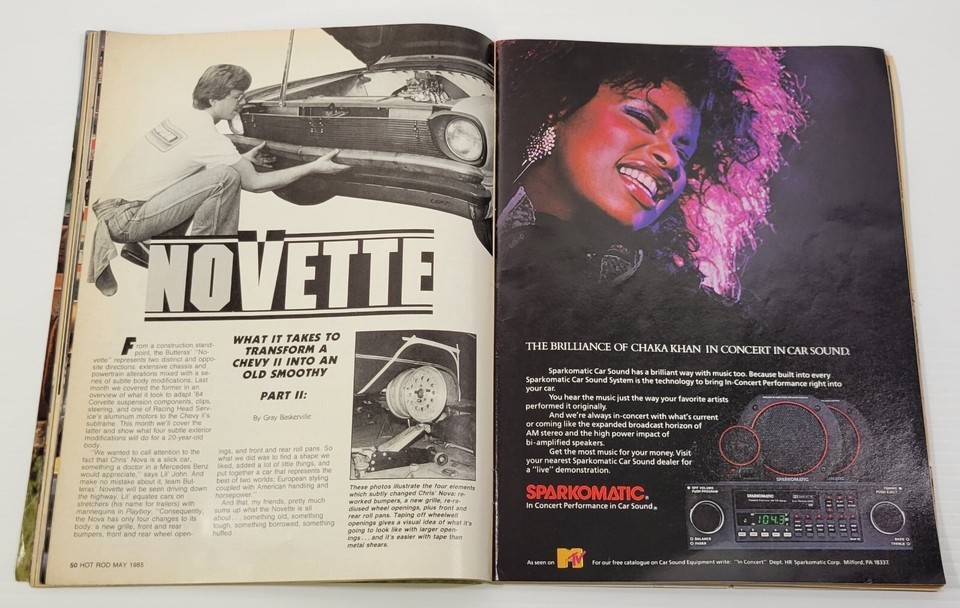 NOVETTE
WHAT IT TAKES TO
TRANSFORM A
CHEVY II INTO AN
OLD SMOOTHY
PART II:
By Gray Baskerville
From a construction stand-
point, the Butteras' "No-
vette" represents two distinct and oppo-
site directions: extensive chassis and
powertrain alterations mixed with a se-
ries of subtle body modifications. Last
month we covered the former in an
overview of what it took to adapt '84
Corvette suspension components, clips,
steering, and one of Racing Head Serv-
ice's aluminum motors to the Chevy II's
subframe. This month we'll cover the
latter and show what four subtle exterior
modifications will do for a 20-year-old
body.
"We wanted to call attention to the
fact that Chris' Nova is a slick car,
something a doctor in a Mercedes Benz
would appreciate," says Lil' John. And
make no mistake about it, team But-
teras' Novette will be seen driving down
the highway. Lil' equates cars on
stretchers (his name for trailers) with
mannequins in Playboy. Consequently,
the Nova has only four changes to its
body: a new grille, front and rear
bumpers, front and rear wheel open-
ings, and front and rear roll pans. So
what we did was to find a shape we
liked, added a lot of little things, and
put together a car that represents the
best of two worlds: European styling
coupled with American handling and
horsepower."
And that, my friends, pretty much
sums up what the Novette is all
about . . . something old, something
tough, something borrowed, something
huffed.
These photos illustrate the four elements
which subtly changed Chris' Nova: re-
worked bumpers, a new grille, re-ra-
diused wheel openings, plus front and
rear roll pans. Taping off wheelwell
openings gives a visual idea of what it's
going to look like with larger open-
ings . . . and it's easier with tape than
metal shears.
50 HOT ROD MAY 1985
THE BRILLIANCE OF CHAKA KHAN IN CONCERT IN CAR SOUND.
Sparkomatic Car Sound has a brilliant way with music too. Because built into every
Sparkomatic Car Sound System is the technology to bring In-Concert Performance right into
your car.
You hear the music just the way your favorite artists
performed it originally.
And we're always in-concert with what's current
or coming like the expanded broadcast horizon of
AM stereo and the high power impact of
bi-amplified speakers.
Get the most music for your money. Visit
your nearest Sparkomatic Car Sound dealer for
a "live" demonstration.
SPARKOMATIC®
In Concert Performance in Car Sound®
SPARKOMATIC
SPARKOMATIC
104.3
BALANCE
FADER
BASS
TREBLE
As seen on MTV For our free catalogue on Car Sound Equipment write: "In Concert" Dept. HR Sparkomatic Corp. Milford, PA 18337.